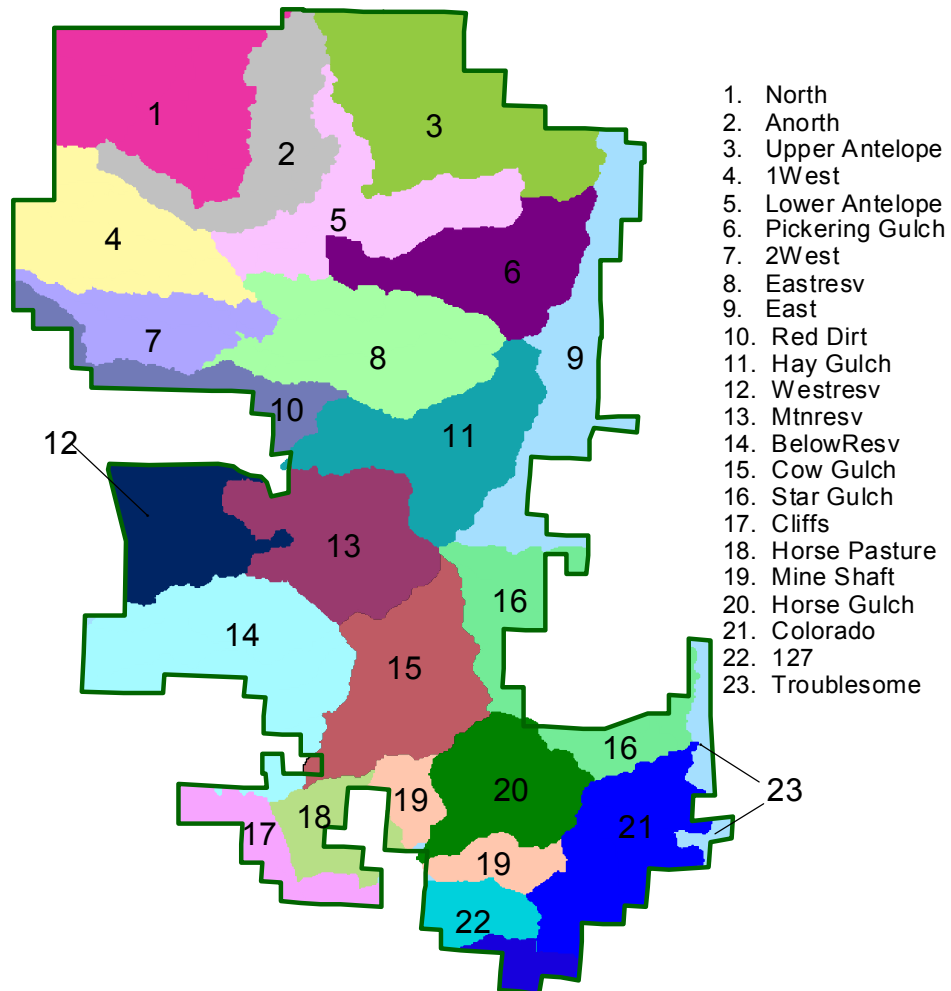 1
2
3
4
5
6
7
8
9
10
11
12
13
14
15
16
16
17
18
19
19
20
21
22
23
1. North
2. Anorth
3. Upper Antelope
4. 1West
5. Lower Antelope
6. Pickering Gulch
7. 2West
8. Eastresv
9. East
10. Red Dirt
11. Hay Gulch
12. Westresv
13. Mtnresv
14. BelowResv
15. Cow Gulch
16. Star Gulch
17. Cliffs
18. Horse Pasture
19. Mine Shaft
20. Horse Gulch
21. Colorado
22. 127
23. Troublesome